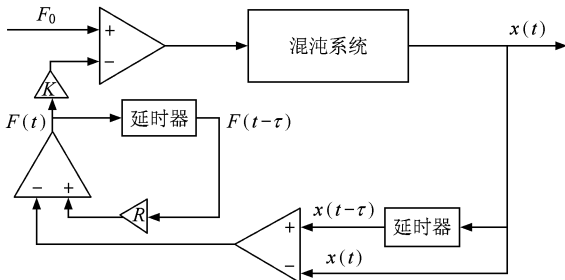 F₀
x(t)
+
混沌系统
−
K
F(t)
延时器
F(t−τ)
− +
R
x(t−τ)
+
延时器
x(t)
−